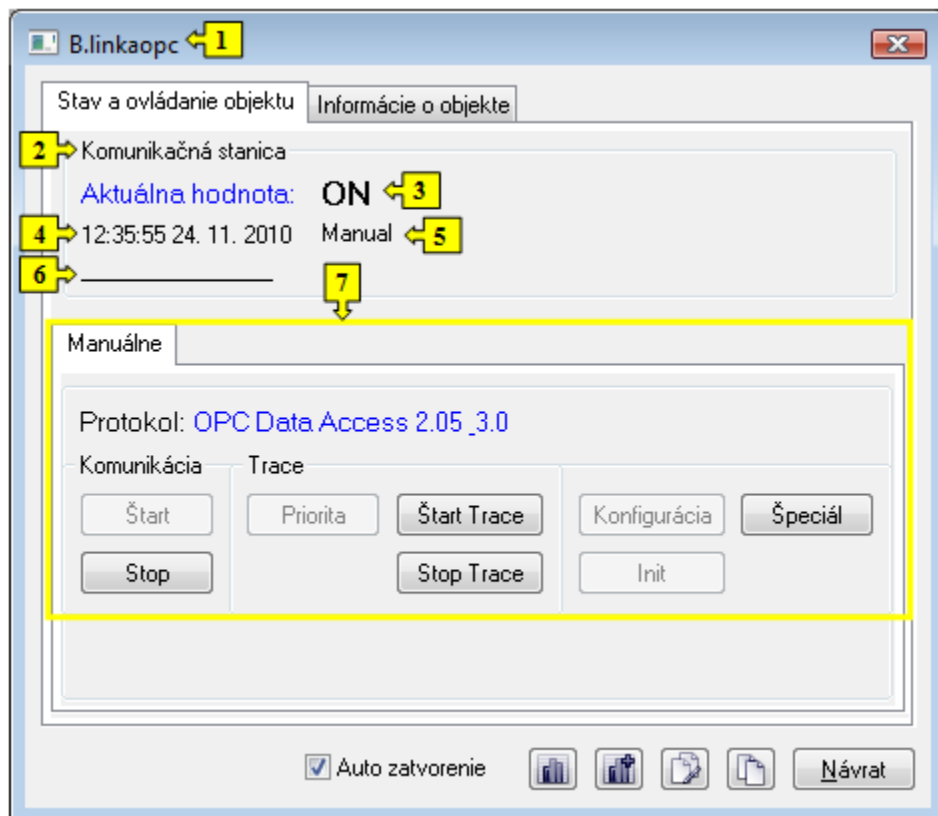 B.linkaopc 1
Stav a ovládanie objektu Informácie o objekte
2 Komunikačná stanica
Aktuálna hodnota: ON 3
4 12:35:55 24. 11. 2010 Manual 5
6
7
Manuálne
Protokol: OPC Data Access 2.05_3.0
Komunikácia Trace
Štart Priorita Štart Trace Konfigurácia Špeciál
Stop Stop Trace Init
Auto zatvorenie Návrat